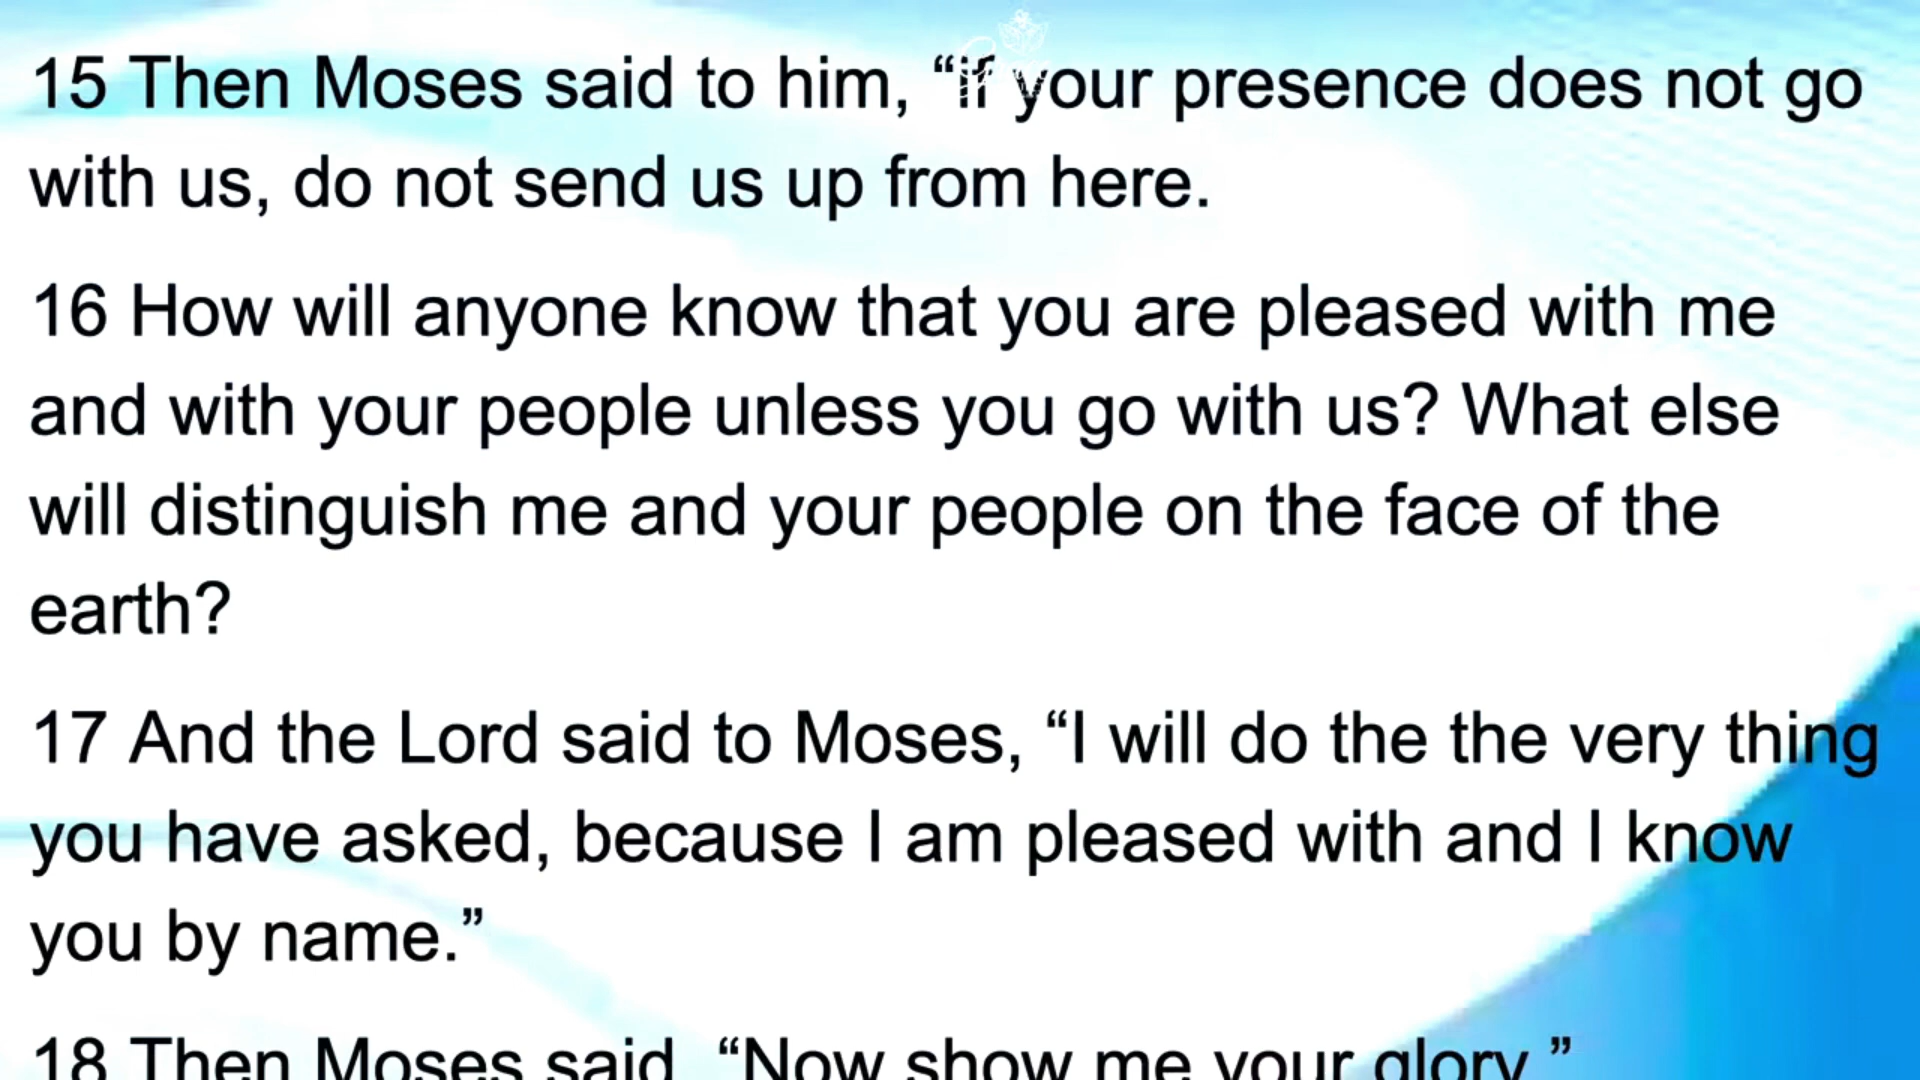 15 Then Moses said to him, “if your presence does not go
with us, do not send us up from here.
16 How will anyone know that you are pleased with me
and with your people unless you go with us? What else
will distinguish me and your people on the face of the
earth?
17 And the Lord said to Moses, “I will do the the very thing
you have asked, because I am pleased with and I know
you by name.”
18 Then Moses said, “Now show me your glory.”